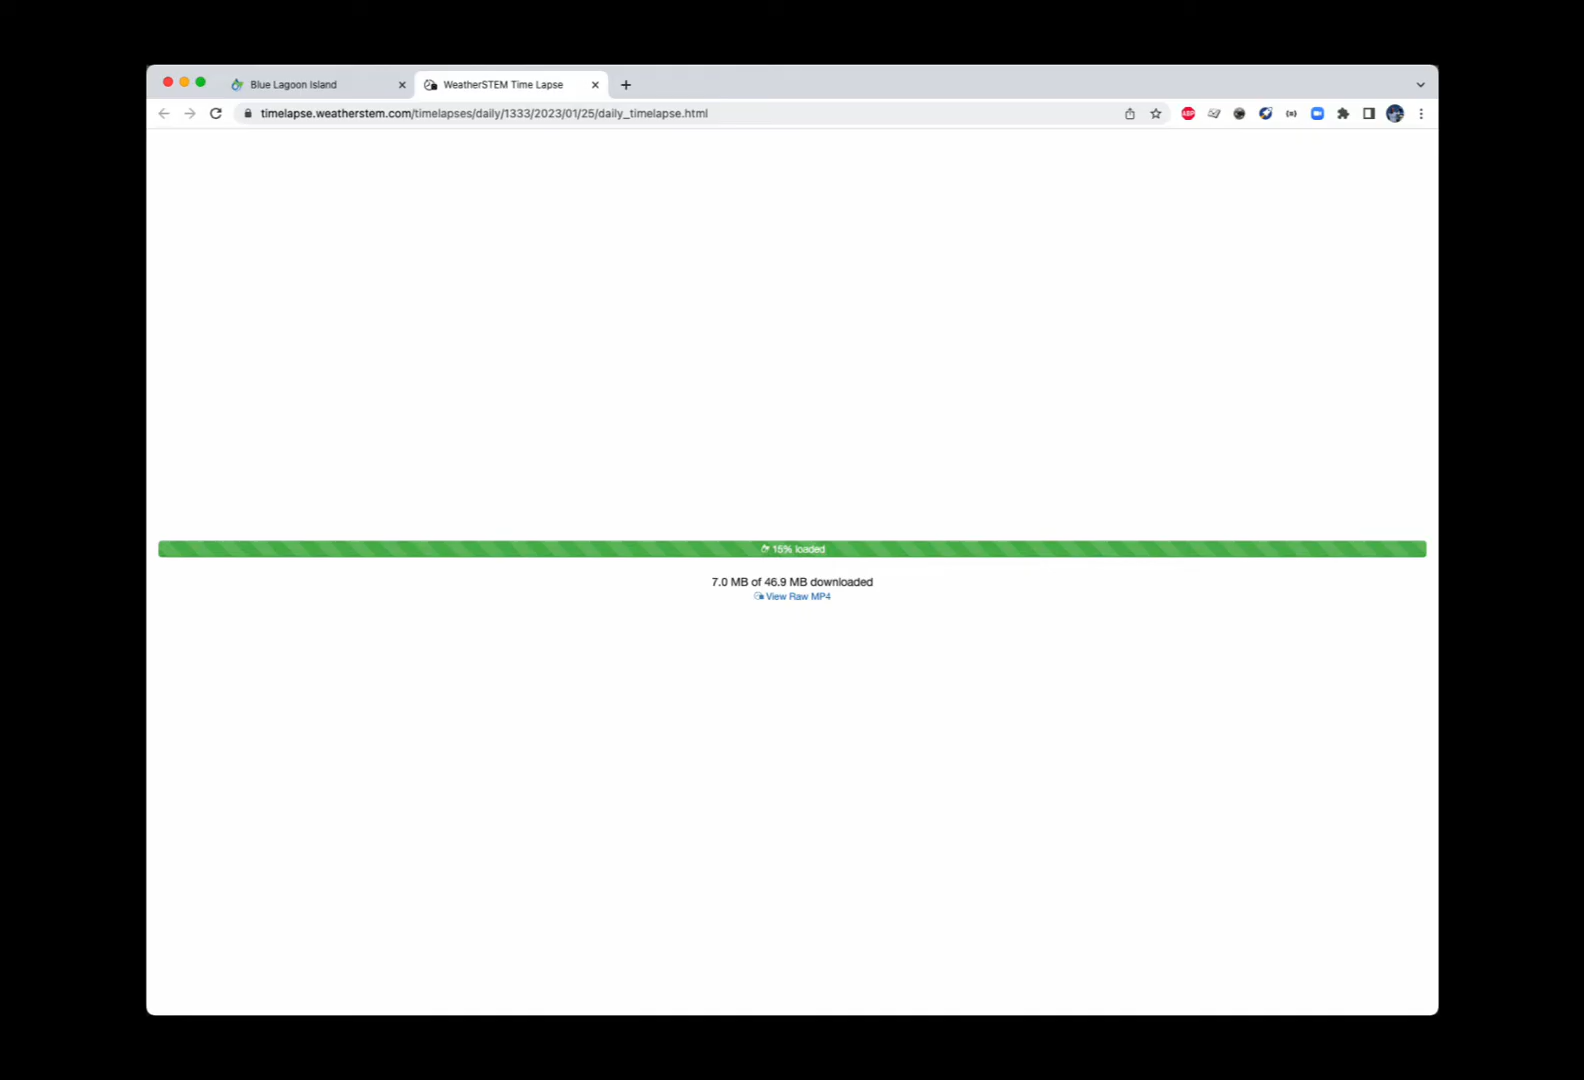 Blue Lagoon Island
WeatherSTEM Time Lapse
timelapse.weatherstem.com/timelapses/daily/1333/2023/01/25/daily_timelapse.html
ABP
15% loaded
7.0 MB of 46.9 MB downloaded
View Raw MP4